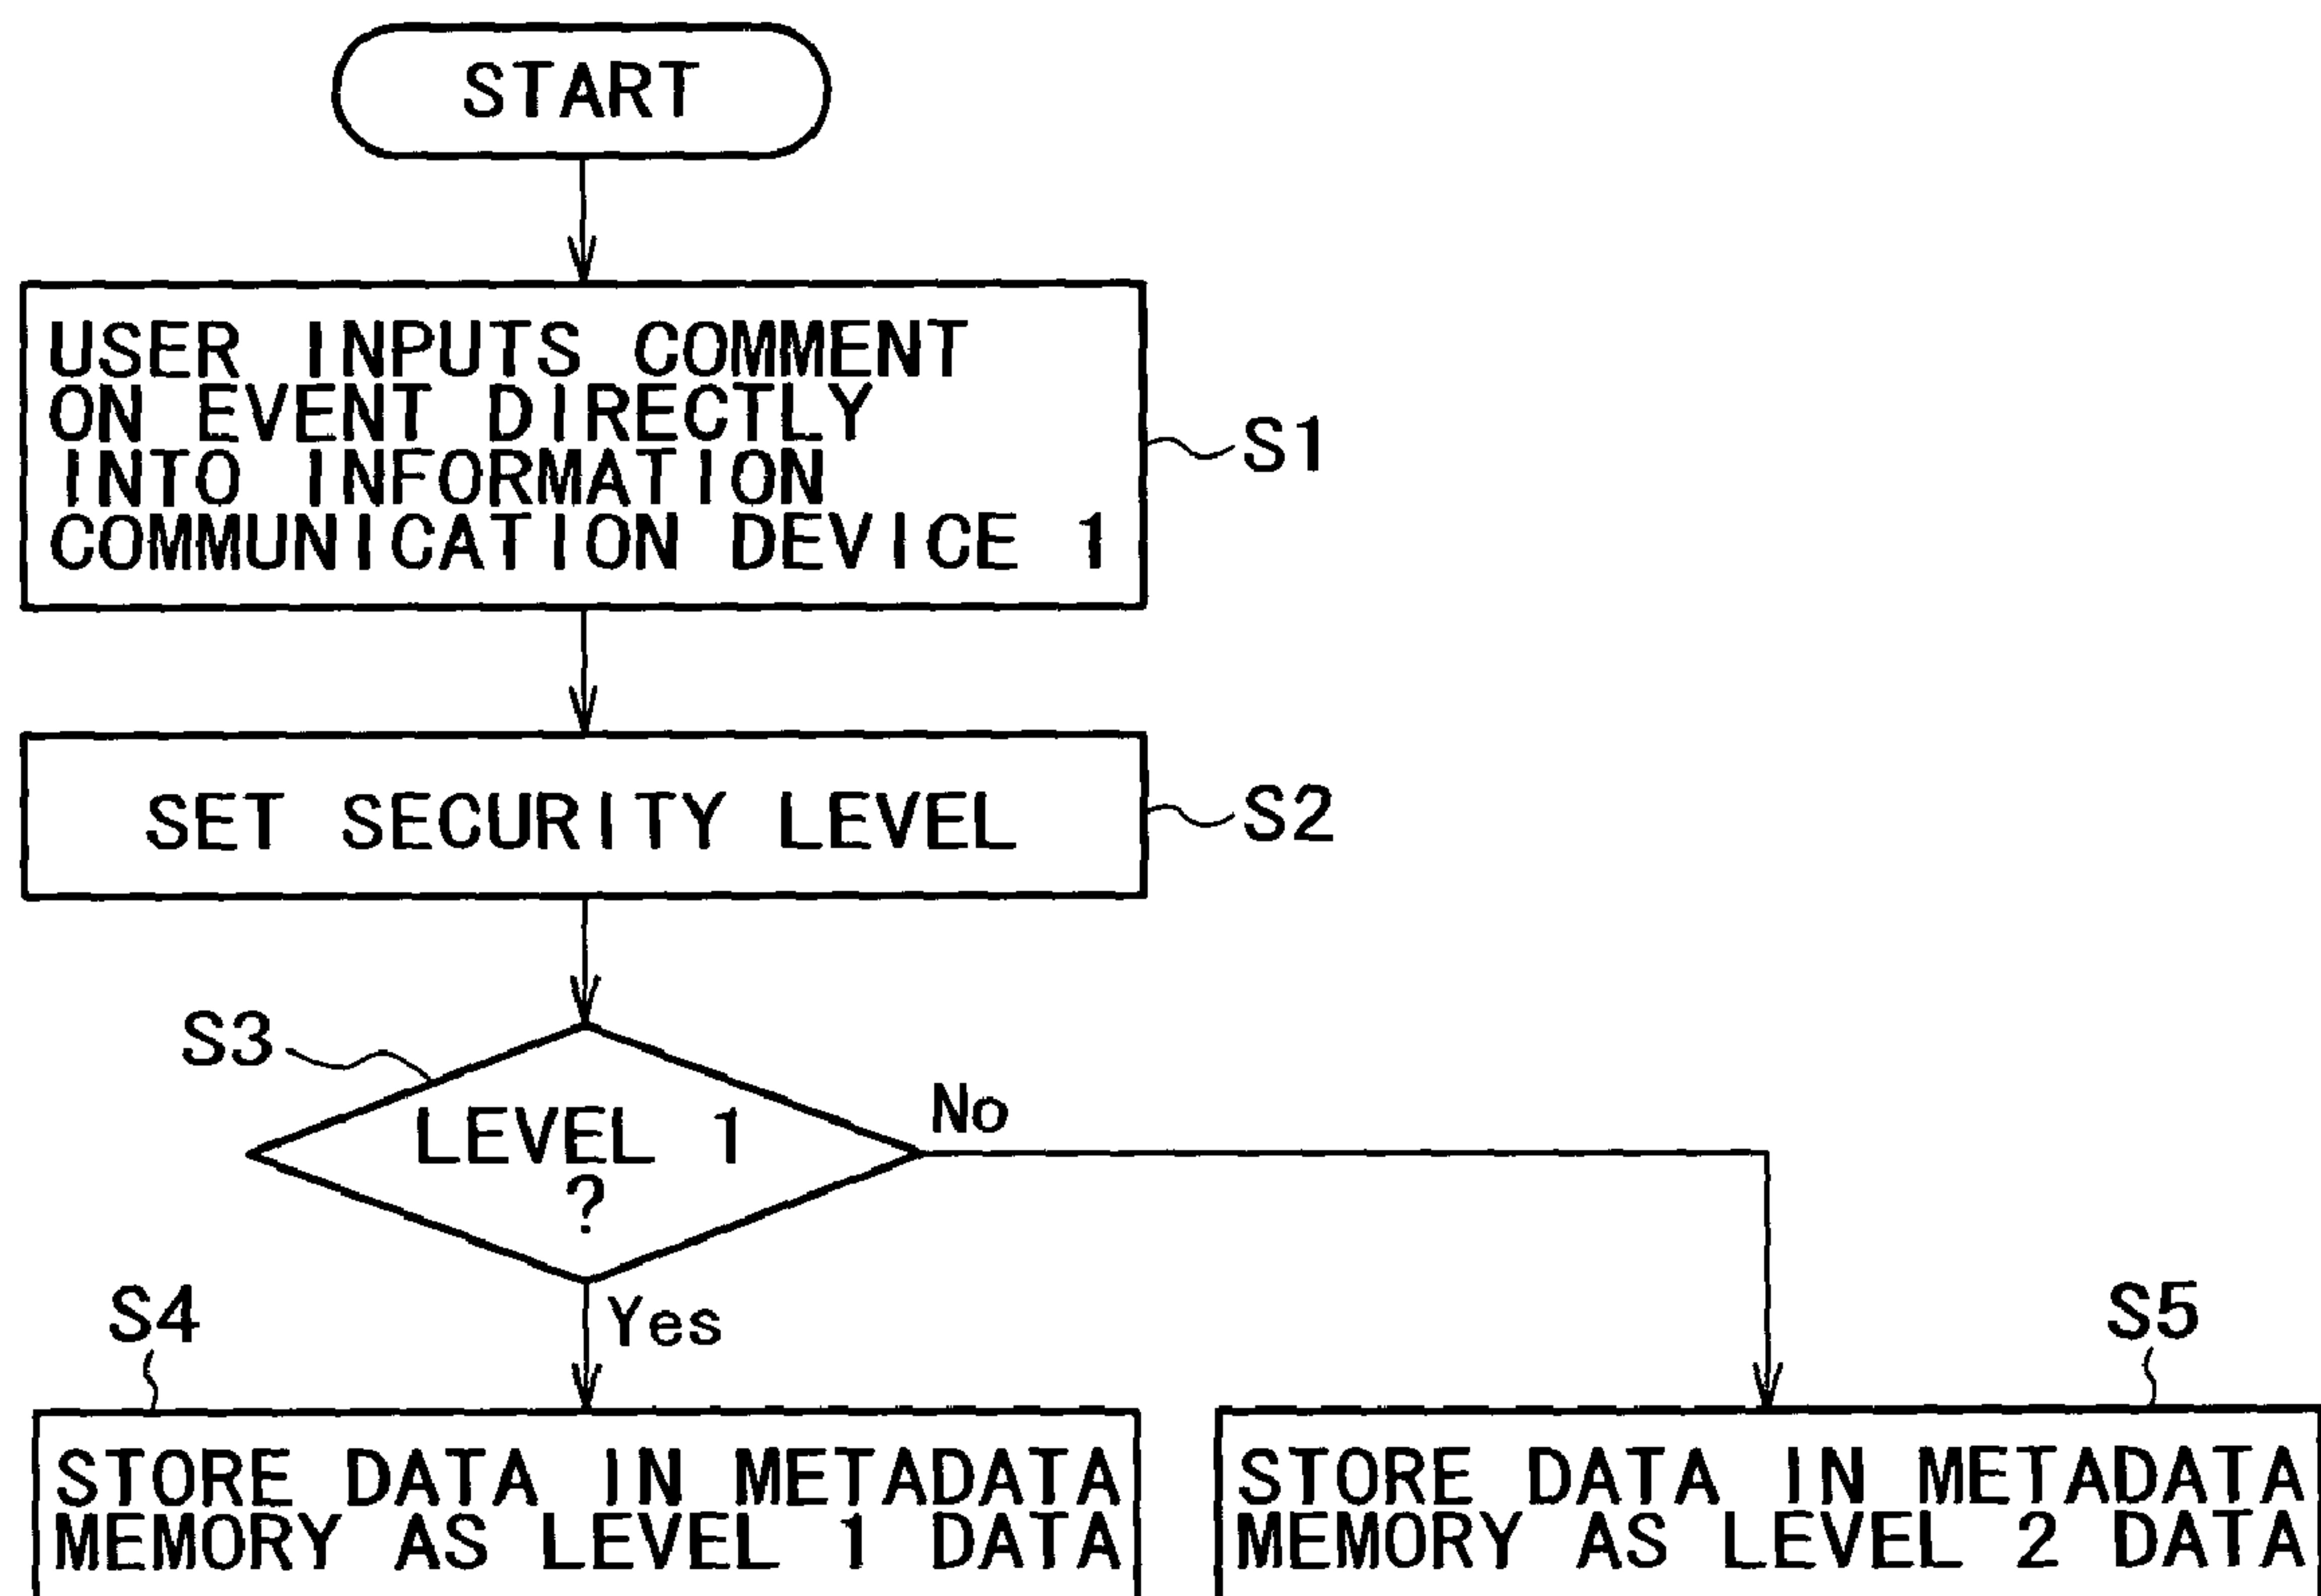 START
USER INPUTS COMMENT
ON EVENT DIRECTLY
INTO INFORMATION
COMMUNICATION DEVICE 1
S1
SET SECURITY LEVEL
S2
S3
LEVEL 1
?
No
Yes
S4
STORE DATA IN METADATA
MEMORY AS LEVEL 1 DATA
S5
STORE DATA IN METADATA
MEMORY AS LEVEL 2 DATA